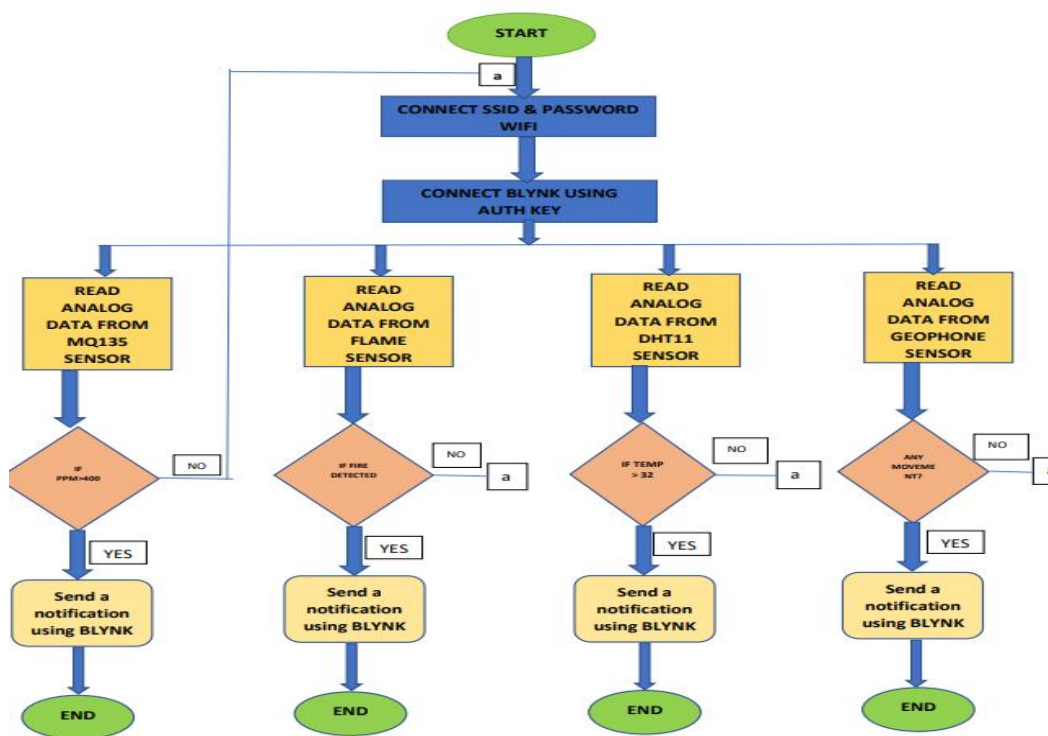 START
a
CONNECT SSID & PASSWORD
WIFI
CONNECT BLYNK USING
AUTH KEY
READ
ANALOG
DATA FROM
MQ135
SENSOR
READ
ANALOG
DATA FROM
FLAME
SENSOR
READ
ANALOG
DATA FROM
DHT11
SENSOR
READ
ANALOG
DATA FROM
GEOPHONE
SENSOR
IF
PPM>400
NO
IF FIRE
DETECTED
NO
a
IF TEMP
> 32
NO
a
ANY
MOVEME
NT?
NO
a
YES
YES
YES
YES
Send a
notification
using BLYNK
Send a
notification
using BLYNK
Send a
notification
using BLYNK
Send a
notification
using BLYNK
END
END
END
END